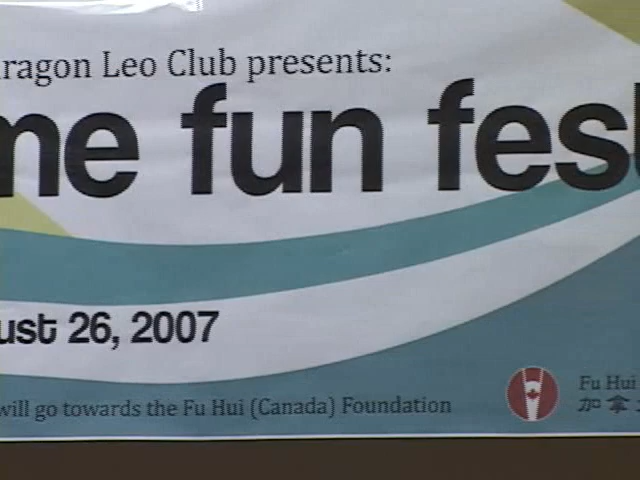 ragon Leo Club presents:
me fun fest
ust 26, 2007
will go towards the Fu Hui (Canada) Foundation
Fu Hui
加拿